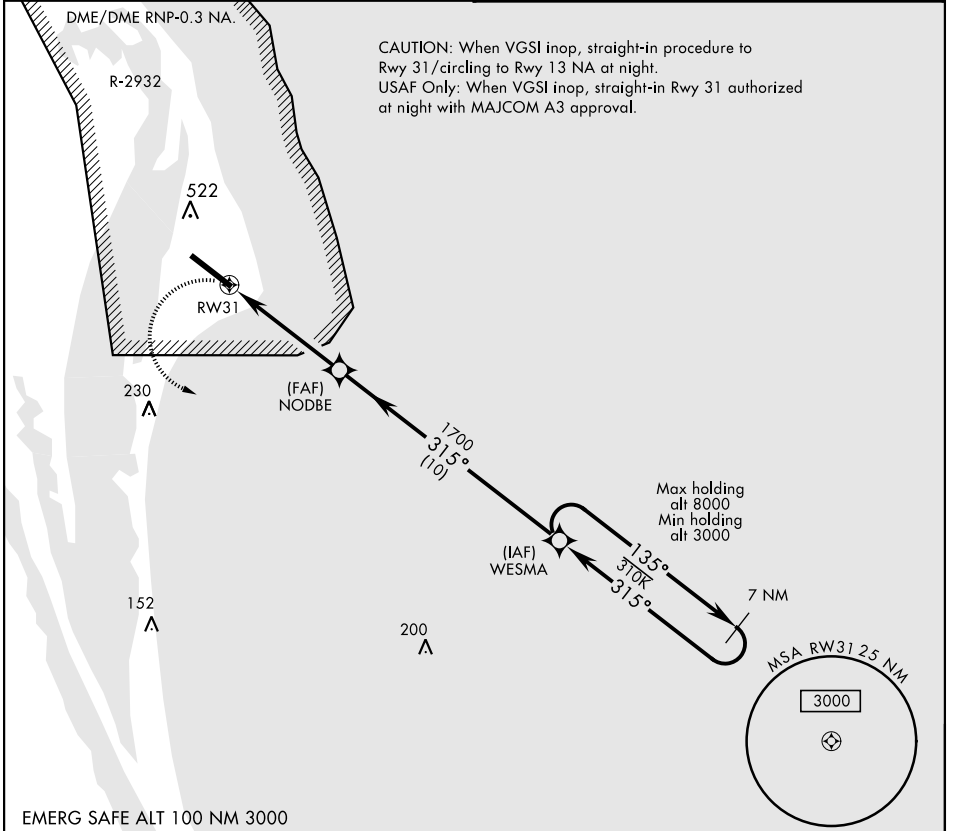 DME/DME RNP-0.3 NA.
R-2932
CAUTION: When VGSI inop, straight-in procedure to
Rwy 31/circling to Rwy 13 NA at night.
USAF Only: When VGSI inop, straight-in Rwy 31 authorized
at night with MAJCOM A3 approval.
522
RW31
230
(FAF)
NODBE
1700
315°
(10)
Max holding
alt 8000
Min holding
alt 3000
(IAF)
WESMA
135°
310K
315°
7 NM
152
200
MSA RW31 25 NM
3000
EMERG SAFE ALT 100 NM 3000